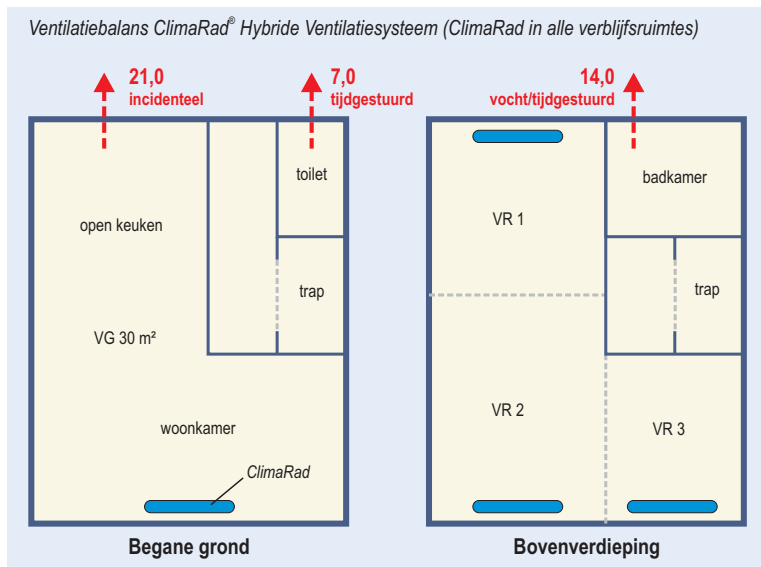 Ventilatiebalans ClimaRad® Hybride Ventilatiesysteem (ClimaRad in alle verblijfsruimtes)
21,0
incidenteel
7,0
tijdgestuurd
14,0
vocht/tijdgestuurd
toilet
open keuken
trap
VG 30 m²
woonkamer
ClimaRad
Begane grond
badkamer
VR 1
trap
VR 2
VR 3
Bovenverdieping